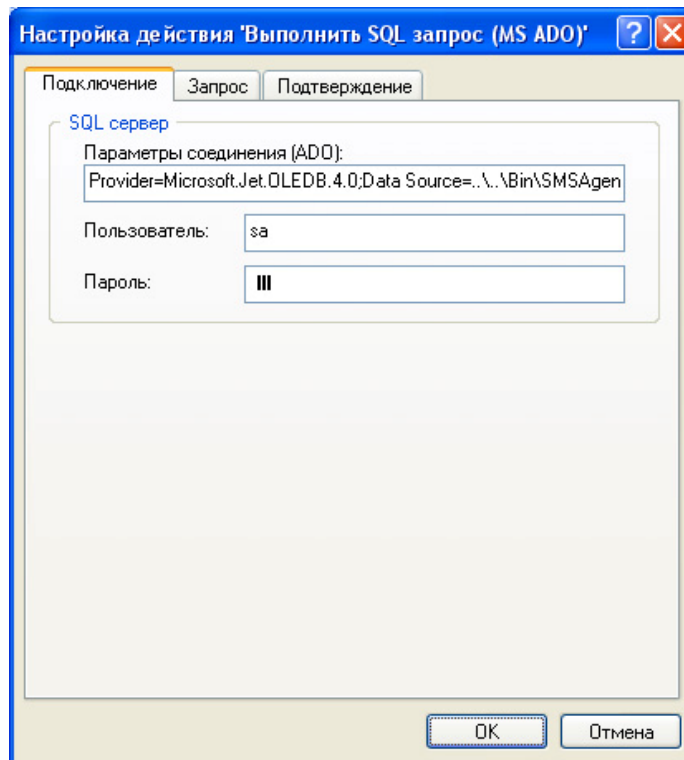 Настройка действия 'Выполнить SQL запрос (MS ADO)'
Подключение Запрос Подтверждение
SQL сервер
Параметры соединения (ADO):
Provider=Microsoft.Jet.OLEDB.4.0;Data Source=..\..\Bin\SMSAgen
Пользователь: sa
Пароль:
OK Отмена